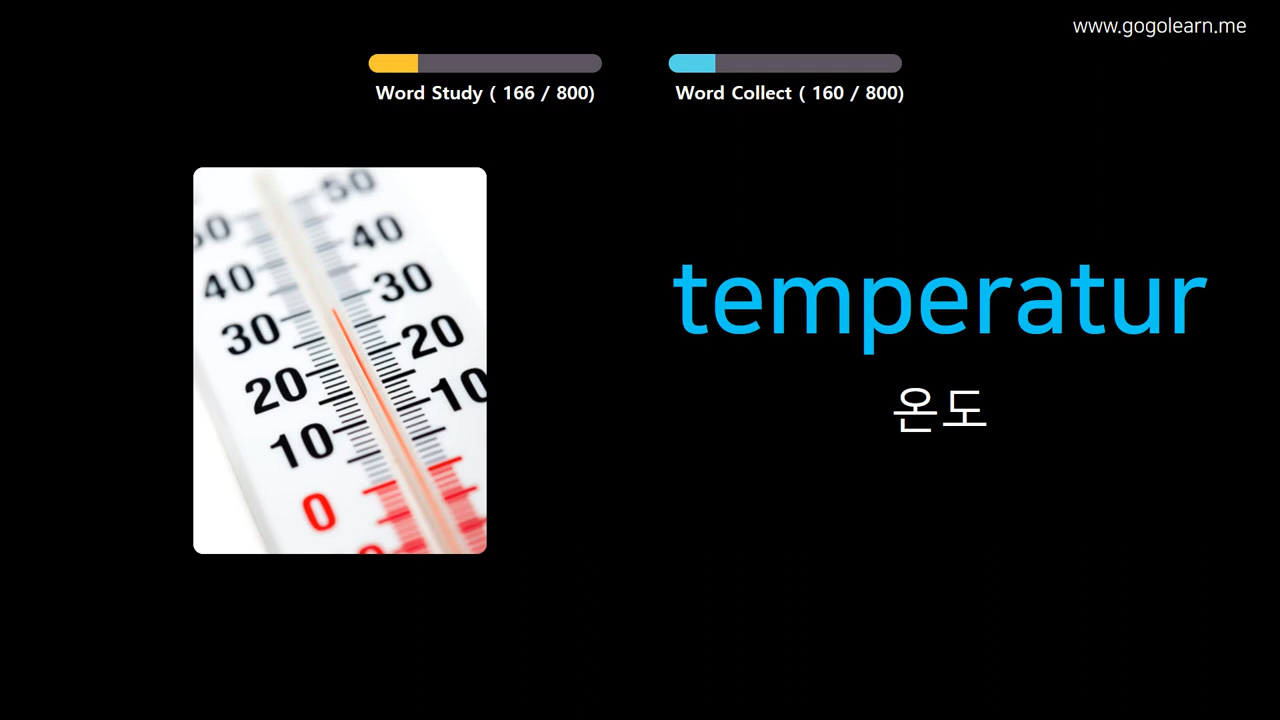 www.gogolearn.me
Word Study ( 166 / 800)
Word Collect ( 160 / 800)
50
50
40
40
30
30
20
20
10
10
0
temperatur
온도